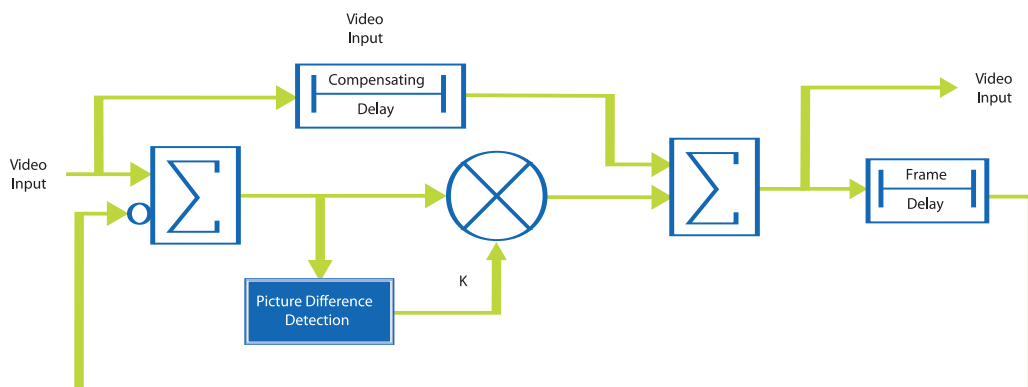 Video
Input
Compensating
Delay
Video
Input
Video
Input
Σ
Σ
Frame
Delay
K
Picture Difference
Detection